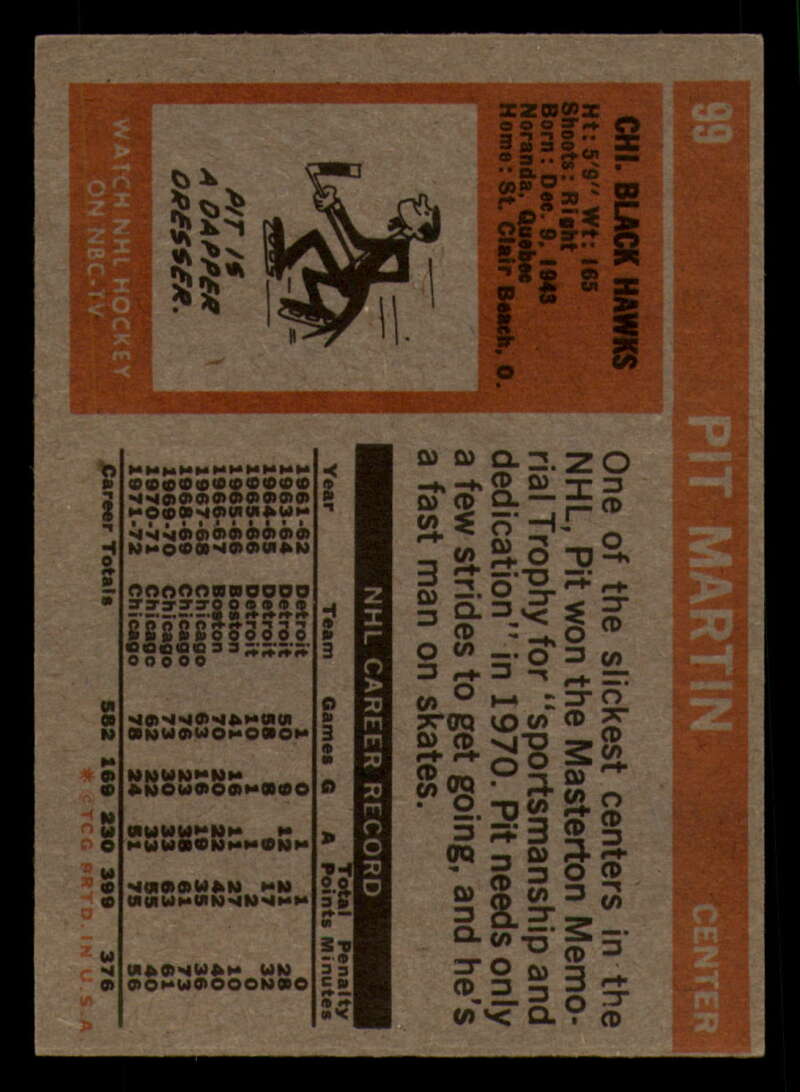 99 PIT MARTIN CENTER
CHI. BLACK HAWKS
Ht: 5'9" Wt: 165
Shoots: Right
Born: Dec. 9, 1943
Noranda, Quebec
Home: St. Clair Beach, O.
PIT IS
A DAPPER
DRESSER.
WATCH NHL HOCKEY
ON NBC-TV
One of the slickest centers in the
NHL, Pit won the Masterton Memo-
rial Trophy for "sportsmanship and
dedication" in 1970. Pit needs only
a few strides to get going, and he's
a fast man on skates.
NHL CAREER RECORD
Total Penalty
Year Team Games G A Points Minutes
1961-62 Detroit 1 0 1 1 0
1963-64 Detroit 50 9 12 21 28
1964-65 Detroit 58 8 9 17 32
1965-66 Detroit 10 1 1 2 0
1965-66 Boston 41 16 11 27 10
1966-67 Boston 70 20 22 42 40
1967-68 Chicago 63 16 19 35 36
1968-69 Chicago 76 23 38 61 73
1969-70 Chicago 73 30 33 63 61
1970-71 Chicago 62 22 33 55 40
1971-72 Chicago 78 24 51 75 56
Career Totals 582 169 230 399 376
* © T.C.G. PRTD. IN U.S.A.